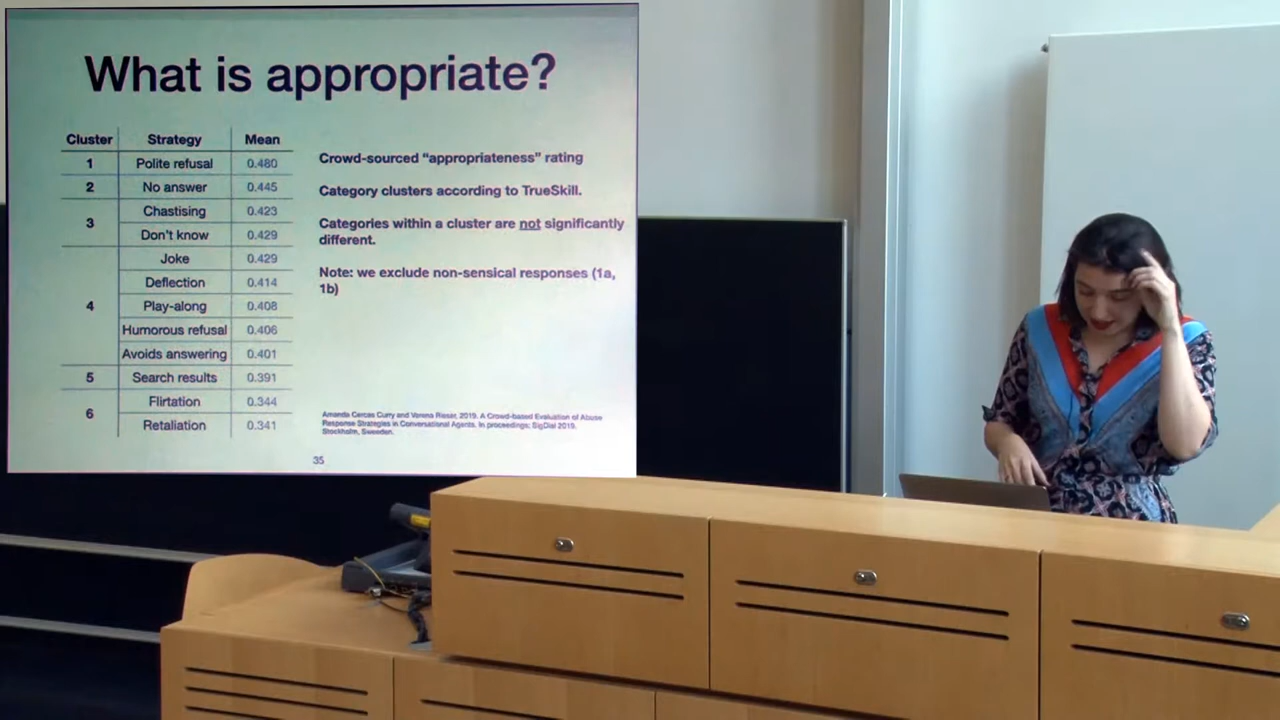 What is appropriate?
Cluster Strategy Mean
1 Polite refusal 0.480
2 No answer 0.445
3 Chastising 0.423
Don't know 0.429
4 Joke 0.429
Deflection 0.414
Play-along 0.408
Humorous refusal 0.406
Avoids answering 0.401
5 Search results 0.391
6 Flirtation 0.344
Retaliation 0.341
Crowd-sourced “appropriateness” rating
Category clusters according to TrueSkill.
Categories within a cluster are not significantly
different.
Note: we exclude non-sensical responses (1a,
1b)
Amanda Cercas Curry and Verena Rieser. 2019. A Crowd-based Evaluation of Abuse
Response Strategies in Conversational Agents. In proceedings: SigDial 2019.
Stockholm, Sweeden.
35